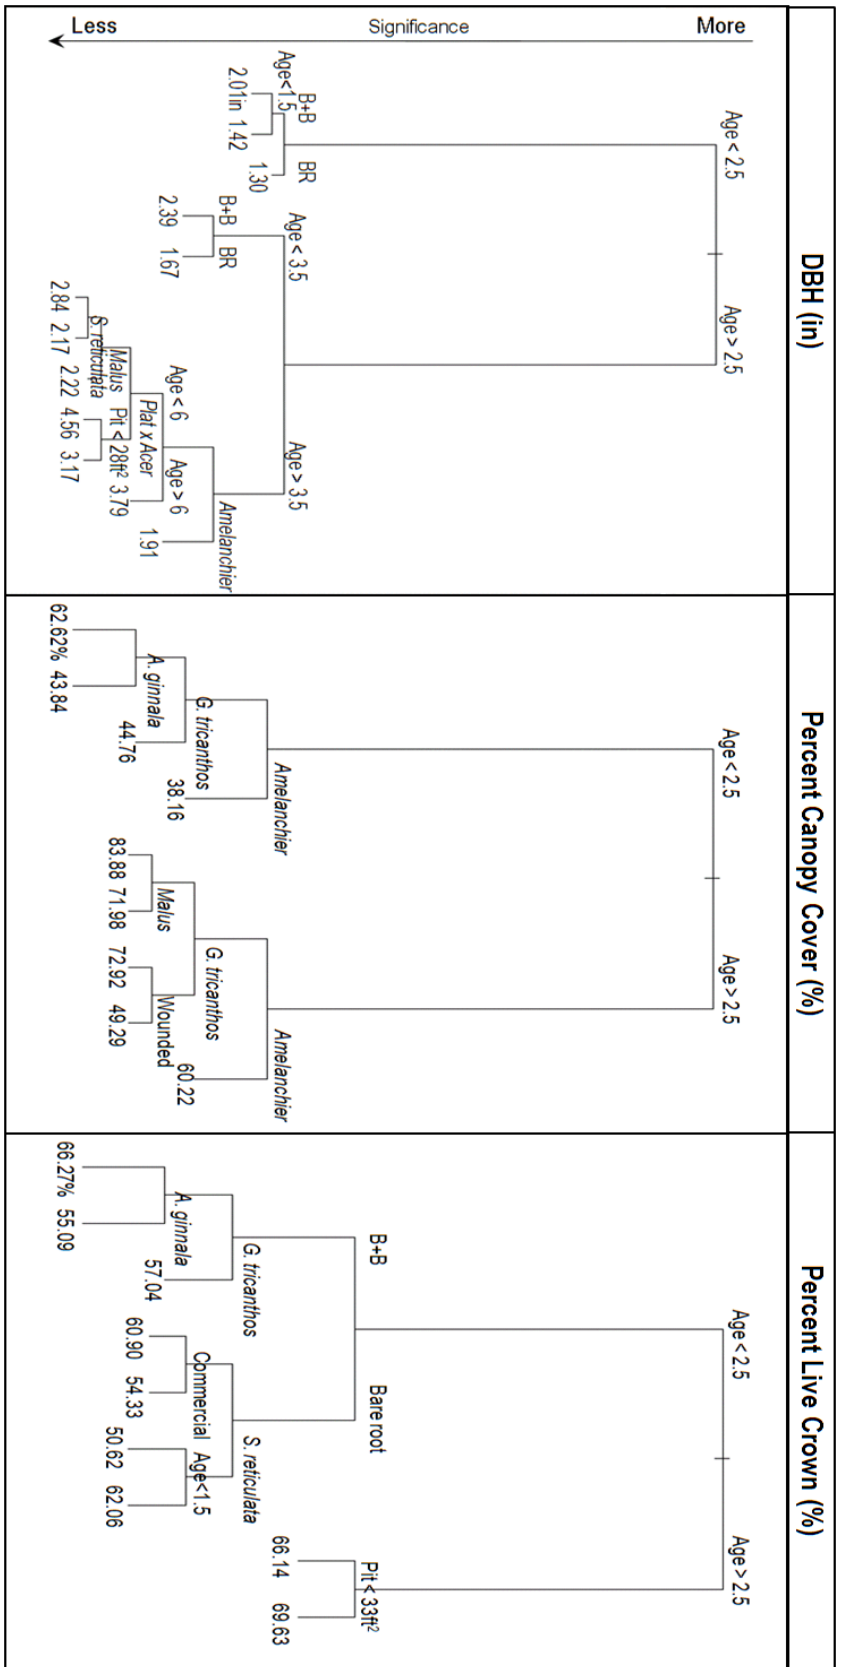 More Significance Less
DBH (in)
Age < 2.5 Age > 2.5
B+B BR
Age<1.5
1.30
2.01in 1.42
Age < 3.5 Age > 3.5
B+B BR
2.39 1.67
Amelanchier
1.91
Age < 6 Age > 6
Plat x Acer
3.79
Malus Pit < 28ft²
S. reticulata
2.84 2.17 2.22 4.56 3.17
Percent Canopy Cover (%)
Age < 2.5 Age > 2.5
Amelanchier Amelanchier
G. tricanthos 38.16
A. ginnala 44.76
62.62% 43.84
G. tricanthos 60.22
Malus Wounded
83.88 71.98 72.92 49.29
Percent Live Crown (%)
Age < 2.5 Age > 2.5
B+B Bare root Pit < 33ft²
66.14 69.63
G. tricanthos S. reticulata
A. ginnala 57.04
66.27% 55.09
Commercial Age<1.5
60.90 54.33 50.62 62.06